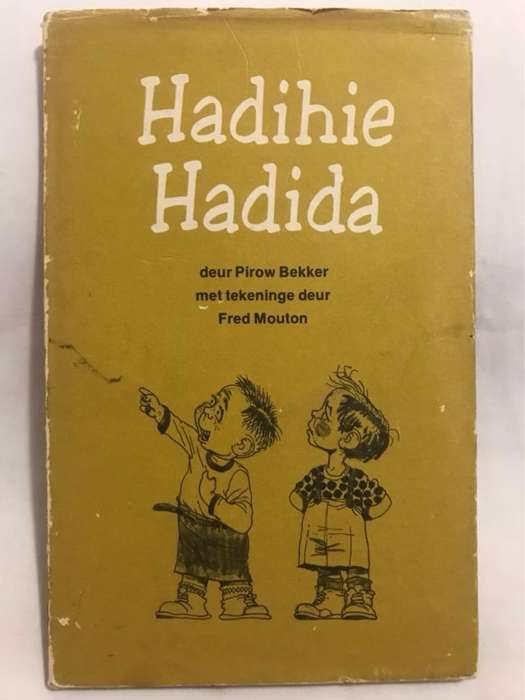 Hadihie
Hadida
deur Pirow Bekker
met tekeninge deur
Fred Mouton